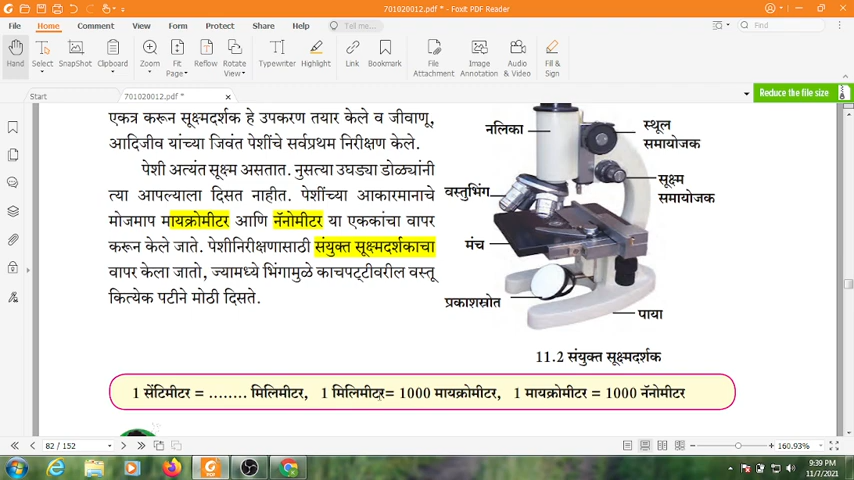 701020012.pdf * - Foxit PDF Reader
File Home View Form Protect Share Help Tell me... Find
Hand Select SnapShot Clipboard Zoom Fit Page Reflow Rotate View Typewriter Highlight Link Bookmark File Attachment Image Annotation Audio & Video Fill & Sign
Start 701020012.pdf * Reduce the file size
एकत्र करून सूक्ष्मदर्शक हे उपकरण तयार केले व जीवाणू,
आदिजीव यांच्या जिवंत पेशींचे सर्वप्रथम निरीक्षण केले.
पेशी अत्यंत सूक्ष्म असतात. नुसत्या उघड्या डोळ्यांनी
त्या आपल्याला दिसत नाहीत. पेशींच्या आकारमानाचे
मोजमाप मायक्रोमीटर आणि नॅनोमीटर या एककांचा वापर
करून केले जाते. पेशीनिरीक्षणासाठी संयुक्त सूक्ष्मदर्शकाचा
वापर केला जातो, ज्यामध्ये भिंगामुळे काचपट्टीवरील वस्तू
कित्येक पटीने मोठी दिसते.
नलिका
स्थूल
समायोजक
सूक्ष्म
समायोजक
वस्तुभिंग
मंच
प्रकाशस्रोत
पाया
11.2 संयुक्त सूक्ष्मदर्शक
1 सेंटिमीटर = ........ मिलिमीटर, 1 मिलिमीटर= 1000 मायक्रोमीटर, 1 मायक्रोमीटर = 1000 नॅनोमीटर
82 / 152 160.93%
9:39 PM
11/7/2021